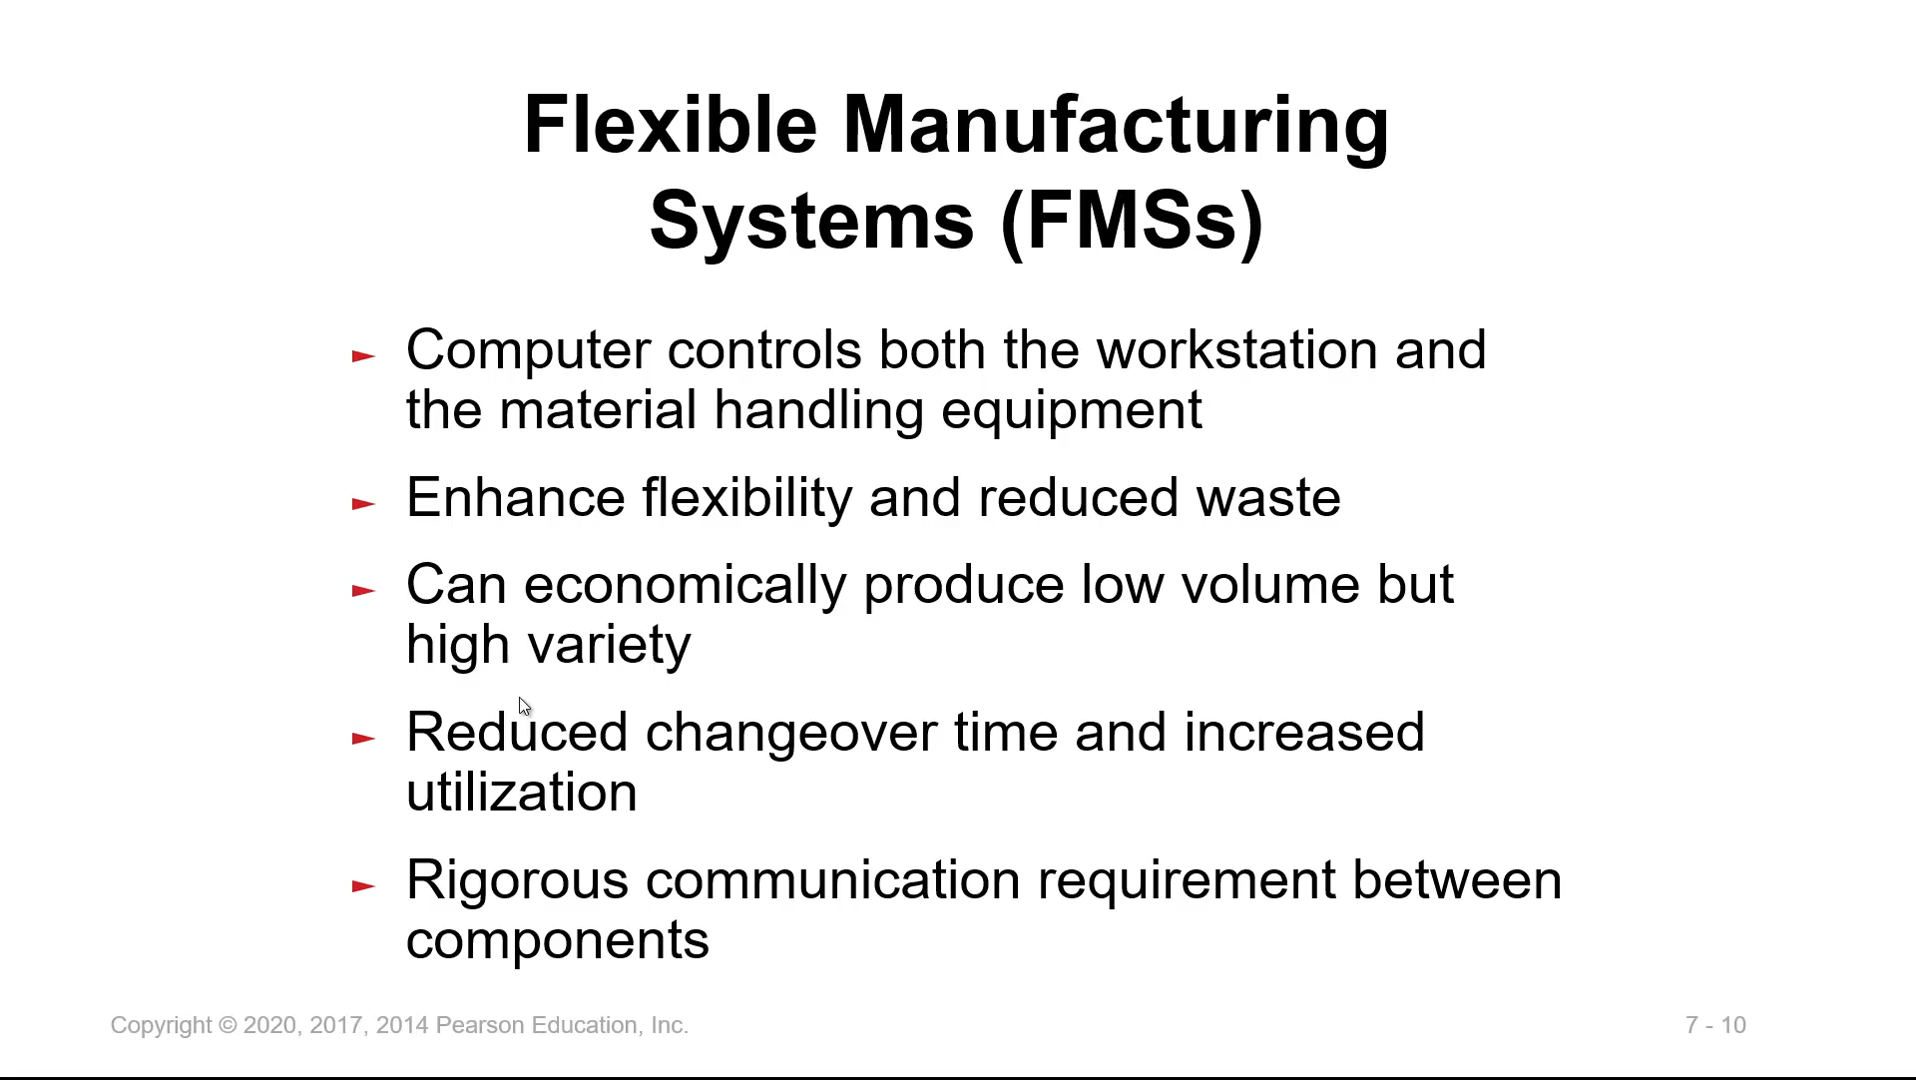 Flexible Manufacturing
Systems (FMSs)
► Computer controls both the workstation and
the material handling equipment
► Enhance flexibility and reduced waste
► Can economically produce low volume but
high variety
► Reduced changeover time and increased
utilization
► Rigorous communication requirement between
components
Copyright © 2020, 2017, 2014 Pearson Education, Inc.
7 - 10